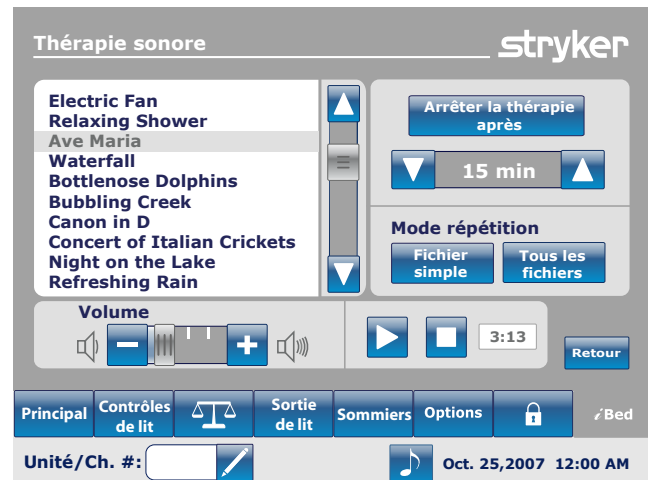 Thérapie sonore
stryker
Electric Fan
Relaxing Shower
Ave Maria
Waterfall
Bottlenose Dolphins
Bubbling Creek
Canon in D
Concert of Italian Crickets
Night on the Lake
Refreshing Rain
Arrêter la thérapie
après
15 min
Mode répétition
Fichier
simple
Tous les
fichiers
Volume
3:13
Retour
Principal
Contrôles
de lit
Sortie
de lit
Sommiers
Options
iBed
Unité/Ch. #:
Oct. 25,2007 12:00 AM